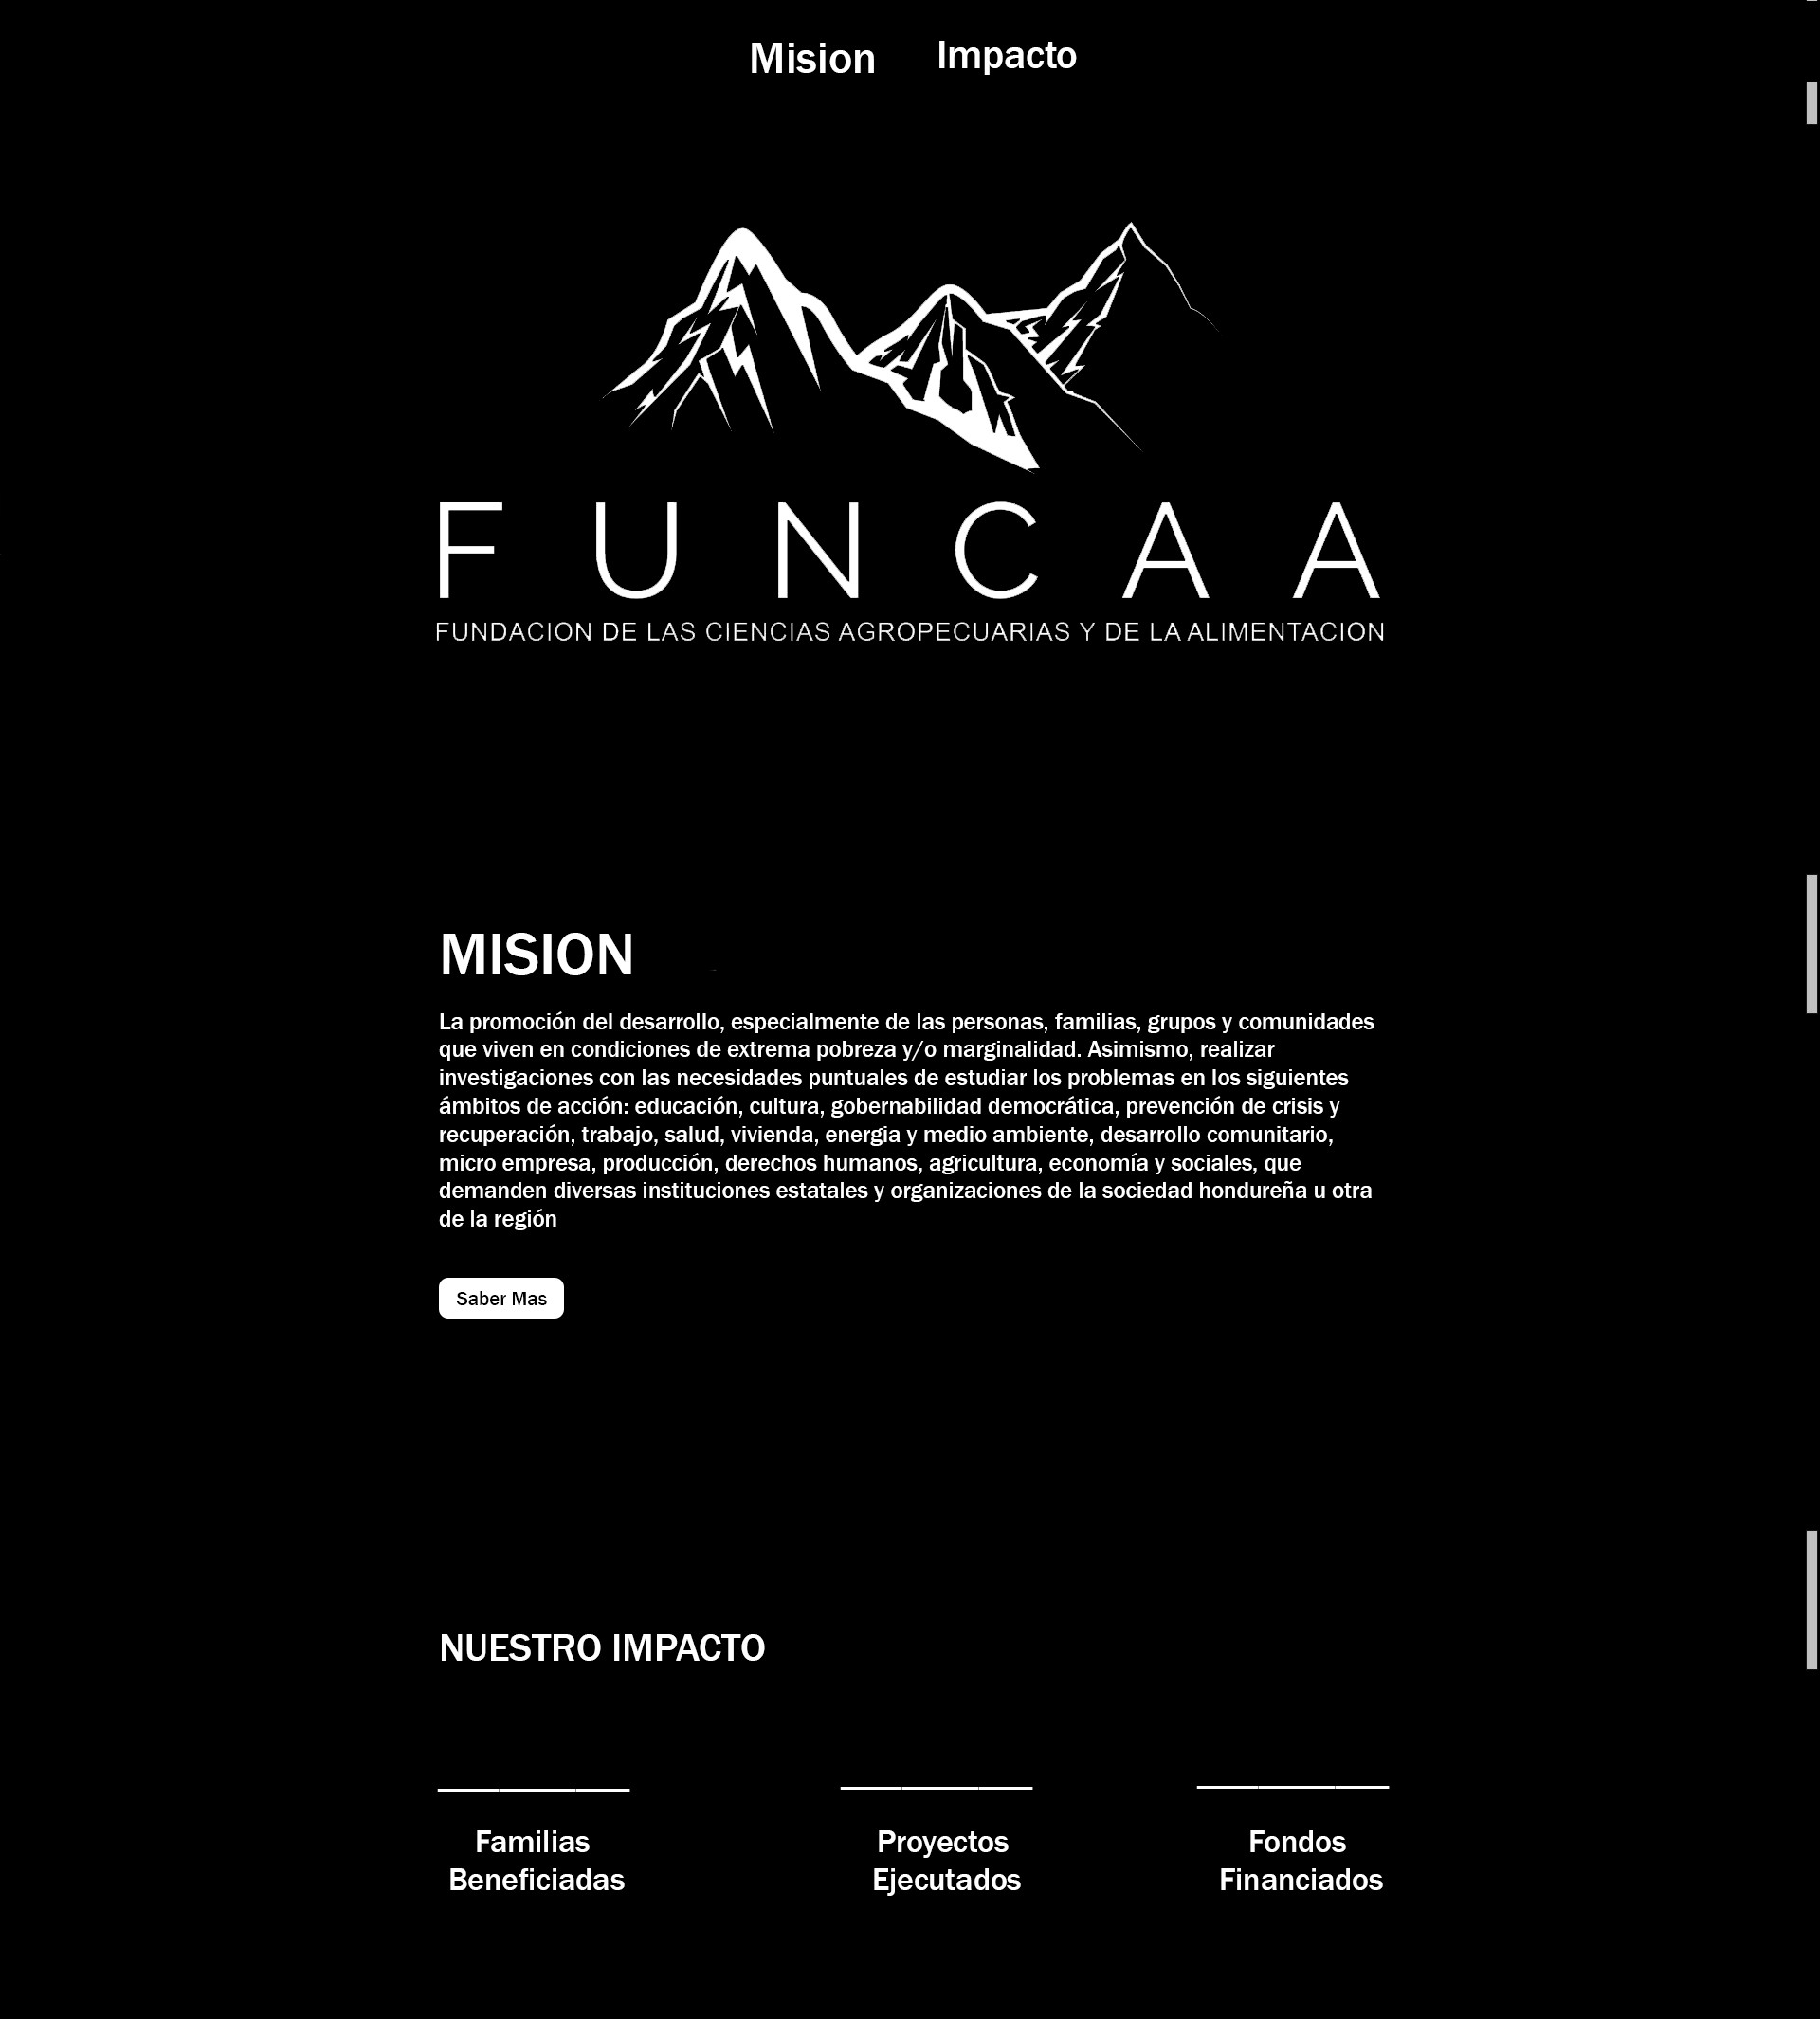 Mision Impacto
FUNCAA
FUNDACION DE LAS CIENCIAS AGROPECUARIAS Y DE LA ALIMENTACION
MISION
La promoción del desarrollo, especialmente de las personas, familias, grupos y comunidades
que viven en condiciones de extrema pobreza y/o marginalidad. Asimismo, realizar
investigaciones con las necesidades puntuales de estudiar los problemas en los siguientes
ámbitos de acción: educación, cultura, gobernabilidad democrática, prevención de crisis y
recuperación, trabajo, salud, vivienda, energia y medio ambiente, desarrollo comunitario,
micro empresa, producción, derechos humanos, agricultura, economía y sociales, que
demanden diversas instituciones estatales y organizaciones de la sociedad hondureña u otra
de la región
Saber Mas
NUESTRO IMPACTO
Familias
Beneficiadas
Proyectos
Ejecutados
Fondos
Financiados